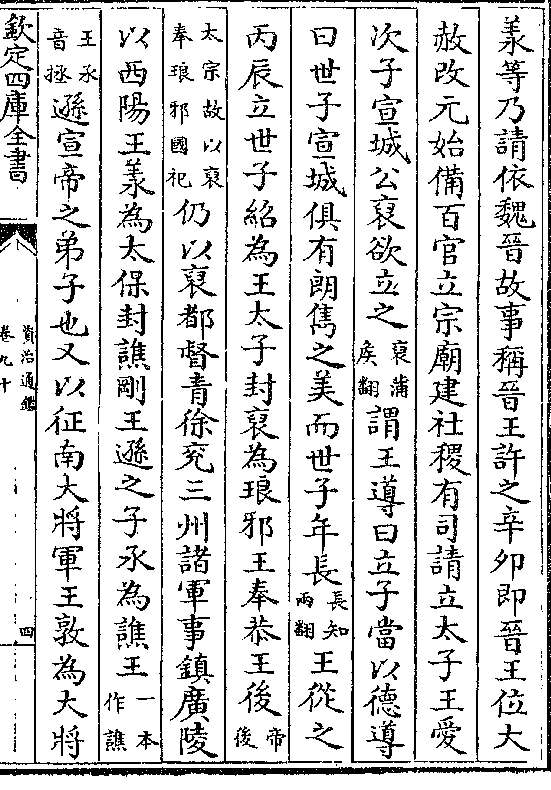 羕等乃請依魏晉故事稱晉王許之辛卯即晉王位大
赦改元始備百官立宗廟建社稷有司請立太子王愛
次子宣城公裒欲立之裒蒲侯翻謂王導曰立子當以德導
曰世子宣城俱有朗雋之美而世子年長長知兩翻王從之
丙辰立世子紹為王太子封裒為琅邪王奉恭王後帝後
太宗故以裒奉琅邪國祀仍以裒都督青徐兖三州諸軍事鎮廣陵
以西陽王羕為太保封譙剛王遜之子承為譙王一本作譙
王承音拯遜宣帝之弟子也又以征南大將軍王敦為大將
欽定四庫全書
資治通鑑
卷九十
四